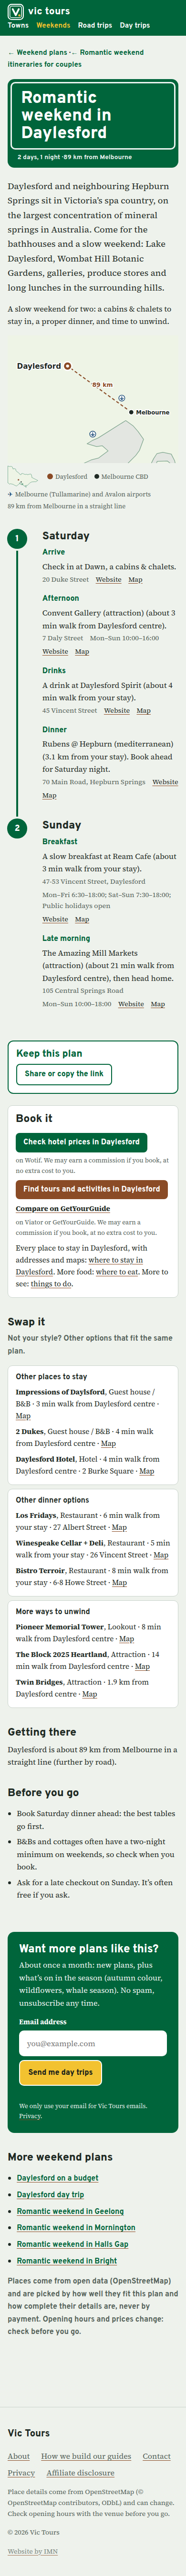 vic tours
Towns Weekends Road trips Day trips
← Weekend plans · ← Romantic weekend
itineraries for couples
Romantic
weekend in
Daylesford
2 days, 1 night · 89 km from Melbourne
Daylesford and neighbouring Hepburn
Springs sit in Victoria's spa country, on
the largest concentration of mineral
springs in Australia. Come for the
bathhouses and a slow weekend: Lake
Daylesford, Wombat Hill Botanic
Gardens, galleries, produce stores and
long lunches in the surrounding hills.
A slow weekend for two: a cabins & chalets to
stay in, a proper dinner, and time to unwind.
Daylesford
89 km
Melbourne
Daylesford Melbourne CBD
✈ Melbourne (Tullamarine) and Avalon airports
89 km from Melbourne in a straight line
1
Saturday
Arrive
Check in at Dawn, a cabins & chalets.
20 Duke Street Website Map
Afternoon
Convent Gallery (attraction) (about 3
min walk from Daylesford centre).
7 Daly Street Mon–Sun 10:00–16:00
Website Map
Drinks
A drink at Daylesford Spirit (about 4
min walk from your stay).
45 Vincent Street Website Map
Dinner
Rubens @ Hepburn (mediterranean)
(3.1 km from your stay). Book ahead
for Saturday night.
70 Main Road, Hepburn Springs Website
Map
2
Sunday
Breakfast
A slow breakfast at Ream Cafe (about
3 min walk from your stay).
47-53 Vincent Street, Daylesford
Mon–Fri 6:30–18:00; Sat–Sun 7:30–18:00;
Public holidays open
Website Map
Late morning
The Amazing Mill Markets
(attraction) (about 21 min walk from
Daylesford centre), then head home.
105 Central Springs Road
Mon–Sun 10:00–18:00 Website Map
Keep this plan
Share or copy the link
Book it
Check hotel prices in Daylesford
on Wotif. We may earn a commission if you book, at
no extra cost to you.
Find tours and activities in Daylesford
Compare on GetYourGuide
on Viator or GetYourGuide. We may earn a
commission if you book, at no extra cost to you.
Every place to stay in Daylesford, with
addresses and maps: where to stay in
Daylesford. More food: where to eat. More to
see: things to do.
Swap it
Not your style? Other options that fit the same
plan.
Other places to stay
Impressions of Daylsford, Guest house /
B&B · 3 min walk from Daylesford centre ·
Map
2 Dukes, Guest house / B&B · 4 min walk
from Daylesford centre · Map
Daylesford Hotel, Hotel · 4 min walk from
Daylesford centre · 2 Burke Square · Map
Other dinner options
Los Fridays, Restaurant · 6 min walk from
your stay · 27 Albert Street · Map
Winespeake Cellar + Deli, Restaurant · 5 min
walk from your stay · 26 Vincent Street · Map
Bistro Terroir, Restaurant · 8 min walk from
your stay · 6-8 Howe Street · Map
More ways to unwind
Pioneer Memorial Tower, Lookout · 8 min
walk from Daylesford centre · Map
The Block 2025 Heartland, Attraction · 14
min walk from Daylesford centre · Map
Twin Bridges, Attraction · 1.9 km from
Daylesford centre · Map
Getting there
Daylesford is about 89 km from Melbourne in a
straight line (further by road).
Before you go
Book Saturday dinner ahead: the best tables
go first.
B&Bs and cottages often have a two-night
minimum on weekends, so check when you
book.
Ask for a late checkout on Sunday. It's often
free if you ask.
Want more plans like this?
About once a month: new plans, plus
what's on in the season (autumn colour,
wildflowers, whale season). No spam,
unsubscribe any time.
Email address
you@example.com
Send me day trips
We only use your email for Vic Tours emails.
Privacy.
More weekend plans
Daylesford on a budget
Daylesford day trip
Romantic weekend in Geelong
Romantic weekend in Mornington
Romantic weekend in Halls Gap
Romantic weekend in Bright
Places come from open data (OpenStreetMap)
and are picked by how well they fit this plan and
how complete their details are, never by
payment. Opening hours and prices change:
check before you go.
Vic Tours
About How we build our guides Contact
Privacy Affiliate disclosure
Place details come from OpenStreetMap (©
OpenStreetMap contributors, ODbL) and can change.
Check opening hours with the venue before you go.
© 2026 Vic Tours
Website by IMN